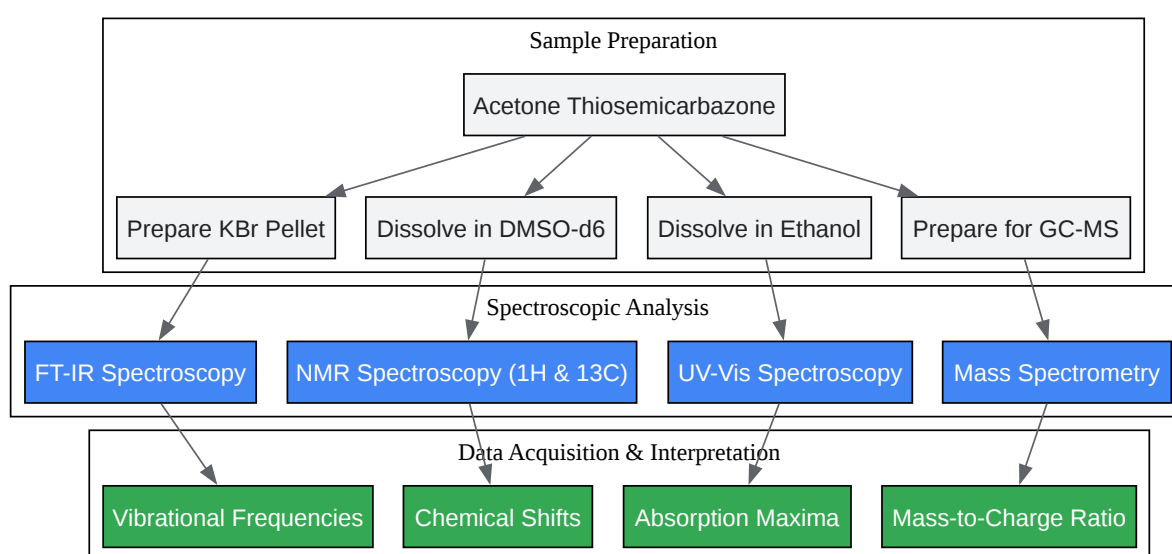 Sample Preparation
Acetone Thiosemicarbazone
Prepare KBr Pellet
Dissolve in DMSO-d6
Dissolve in Ethanol
Prepare for GC-MS
Spectroscopic Analysis
FT-IR Spectroscopy
NMR Spectroscopy (1H & 13C)
UV-Vis Spectroscopy
Mass Spectrometry
Data Acquisition & Interpretation
Vibrational Frequencies
Chemical Shifts
Absorption Maxima
Mass-to-Charge Ratio